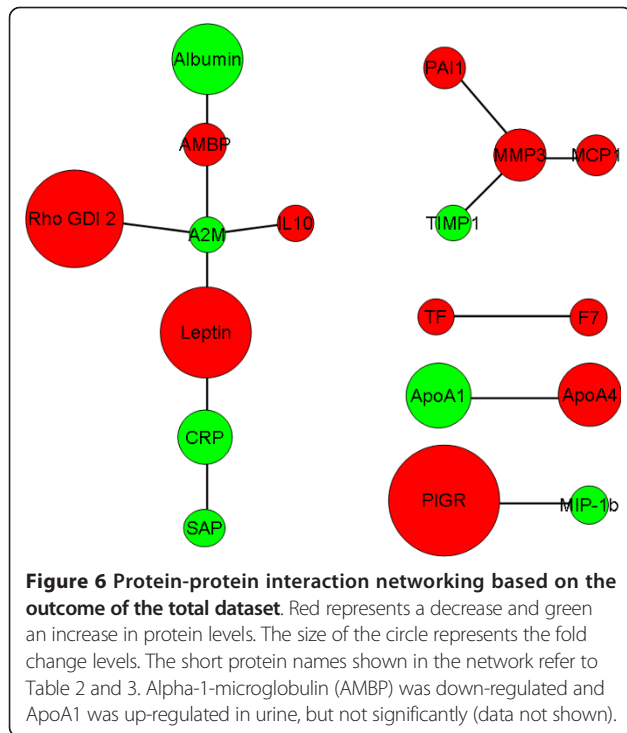 Albumin
PAI1
AMBP
MMP3
MCP1
Rho GDI 2
A2M
IL10
TIMP1
Leptin
TF
F7
ApoA1
ApoA4
CRP
PIGR
MIP-1b
SAP
Figure 6 Protein-protein interaction networking based on the
outcome of the total dataset. Red represents a decrease and green
an increase in protein levels. The size of the circle represents the fold
change levels. The short protein names shown in the network refer to
Table 2 and 3. Alpha-1-microglobulin (AMBP) was down-regulated and
ApoA1 was up-regulated in urine, but not significantly (data not shown).